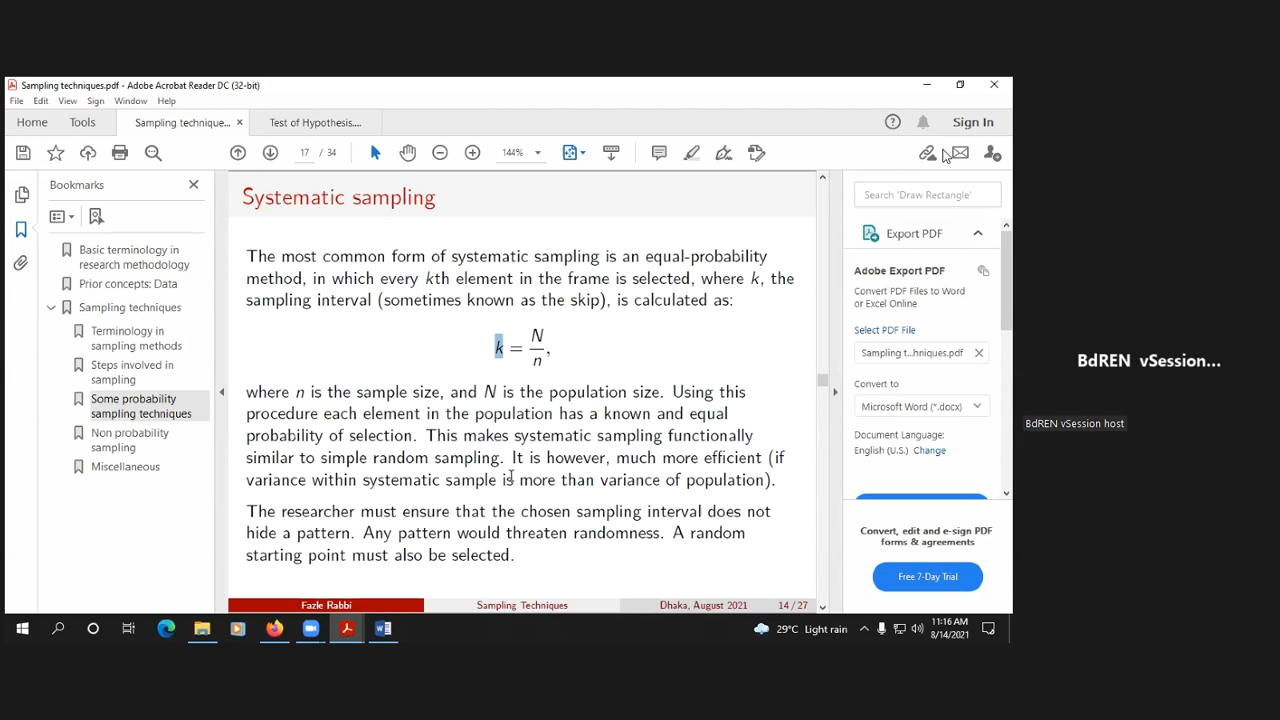 Sampling techniques.pdf - Adobe Acrobat Reader DC (32-bit)
File Edit View Sign Window Help
Home Tools Sampling technique... × Test of Hypothesis.... Sign In
17 / 34 144%
Bookmarks
Basic terminology in
research methodology
Prior concepts: Data
Sampling techniques
Terminology in
sampling methods
Steps involved in
sampling
Some probability
sampling techniques
Non probability
sampling
Miscellaneous
Systematic sampling
The most common form of systematic sampling is an equal-probability
method, in which every kth element in the frame is selected, where k, the
sampling interval (sometimes known as the skip), is calculated as:
k = N/n,
where n is the sample size, and N is the population size. Using this
procedure each element in the population has a known and equal
probability of selection. This makes systematic sampling functionally
similar to simple random sampling. It is however, much more efficient (if
variance within systematic sample is more than variance of population).
The researcher must ensure that the chosen sampling interval does not
hide a pattern. Any pattern would threaten randomness. A random
starting point must also be selected.
Fazle Rabbi Sampling Techniques Dhaka, August 2021 14 / 27
Search 'Draw Rectangle'
Export PDF
Adobe Export PDF
Convert PDF Files to Word
or Excel Online
Select PDF File
Sampling t...hniques.pdf
Convert to
Microsoft Word (*.docx)
Document Language:
English (U.S.) Change
Convert, edit and e-sign PDF
forms & agreements
Free 7-Day Trial
BdREN vSession...
BdREN vSession host
29°C Light rain
11:16 AM
8/14/2021